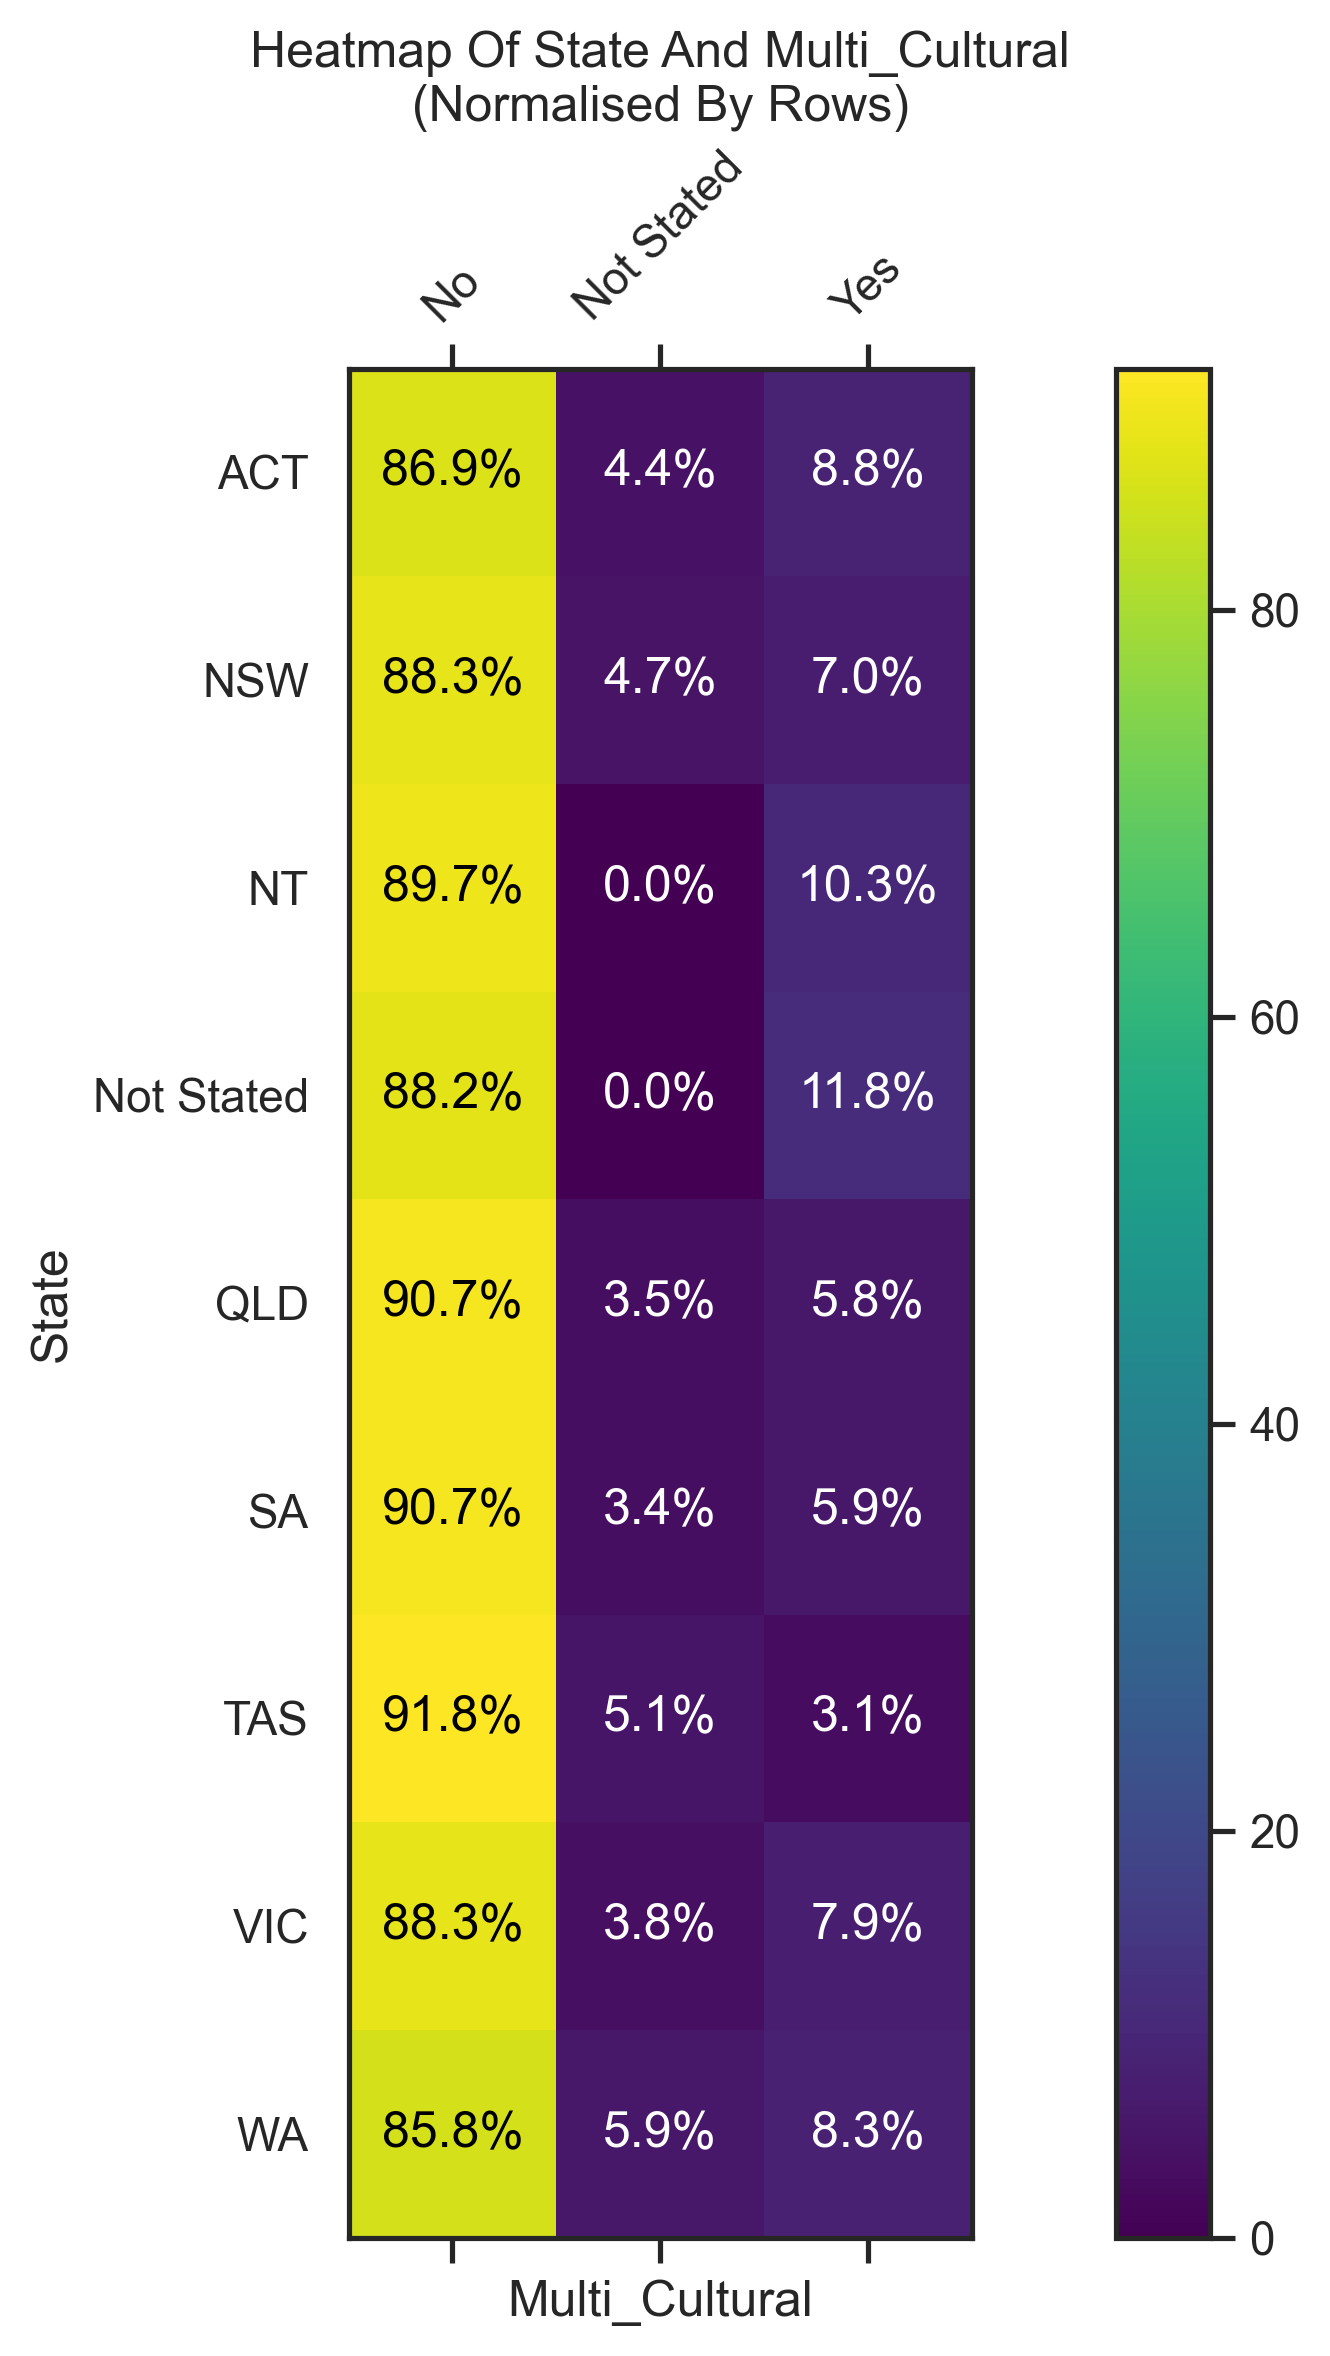 Heatmap Of State And Multi_Cultural
(Normalised By Rows)
No
Not Stated
Yes
ACT 86.9% 4.4% 8.8%
NSW 88.3% 4.7% 7.0%
NT 89.7% 0.0% 10.3%
Not Stated 88.2% 0.0% 11.8%
QLD 90.7% 3.5% 5.8%
SA 90.7% 3.4% 5.9%
TAS 91.8% 5.1% 3.1%
VIC 88.3% 3.8% 7.9%
WA 85.8% 5.9% 8.3%
State
Multi_Cultural
80
60
40
20
0